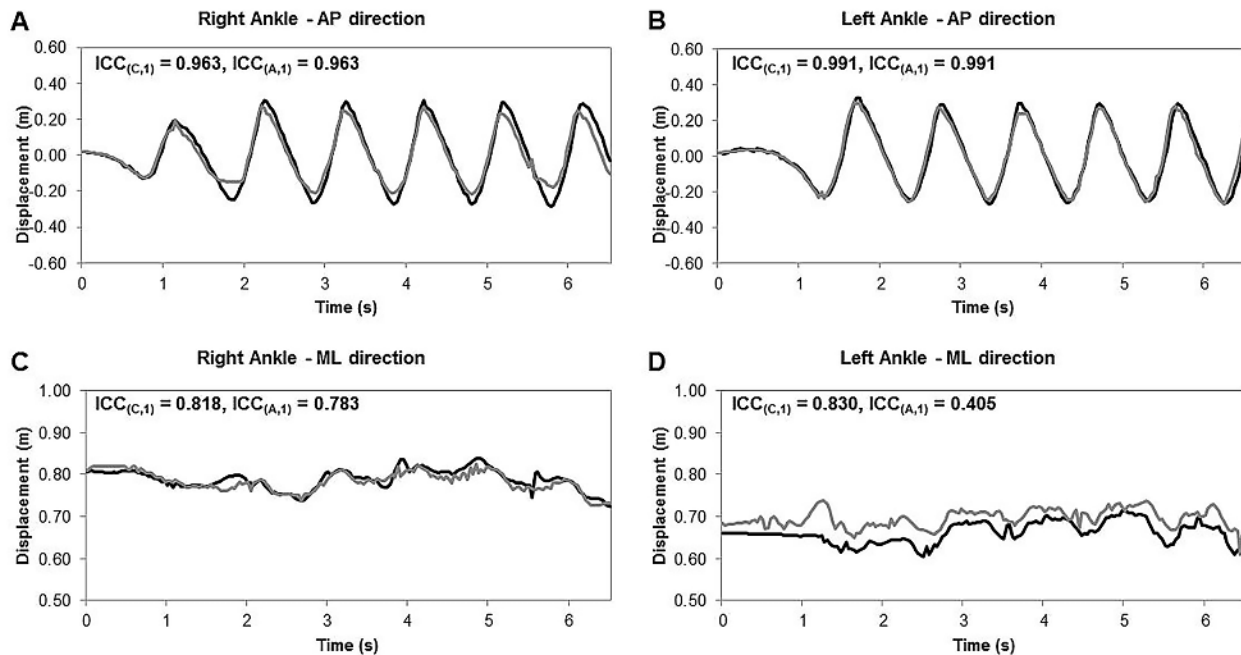 A
Right Ankle - AP direction
ICC(C,1) = 0.963, ICC(A,1) = 0.963
Displacement (m)
0.60
0.40
0.20
0.00
-0.20
-0.40
-0.60
0 1 2 3 4 5 6
Time (s)
B
Left Ankle - AP direction
ICC(C,1) = 0.991, ICC(A,1) = 0.991
Displacement (m)
0.60
0.40
0.20
0.00
-0.20
-0.40
-0.60
0 1 2 3 4 5 6
Time (s)
C
Right Ankle - ML direction
ICC(C,1) = 0.818, ICC(A,1) = 0.783
Displacement (m)
1.00
0.90
0.80
0.70
0.60
0.50
0 1 2 3 4 5 6
Time (s)
D
Left Ankle - ML direction
ICC(C,1) = 0.830, ICC(A,1) = 0.405
Displacement (m)
1.00
0.90
0.80
0.70
0.60
0.50
0 1 2 3 4 5 6
Time (s)